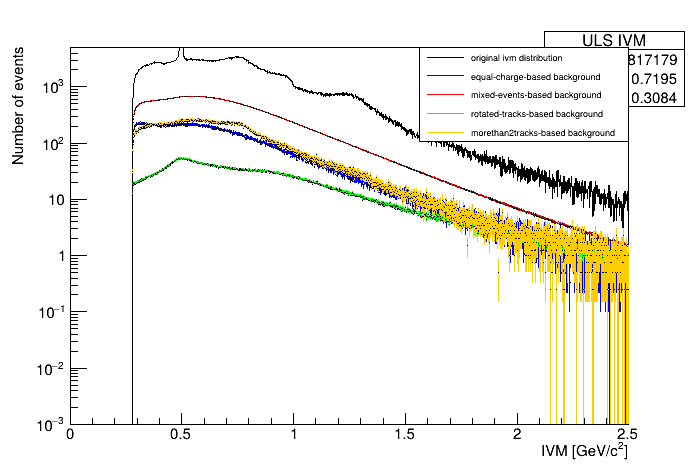 ULS IVM
817179
0.7195
0.3084
original ivm distribution
equal-charge-based background
mixed-events-based background
rotated-tracks-based background
morethan2tracks-based background
Number of events
10³
10²
10
1
10⁻¹
10⁻²
10⁻³
0 0.5 1 1.5 2 2.5
IVM [GeV/c²]